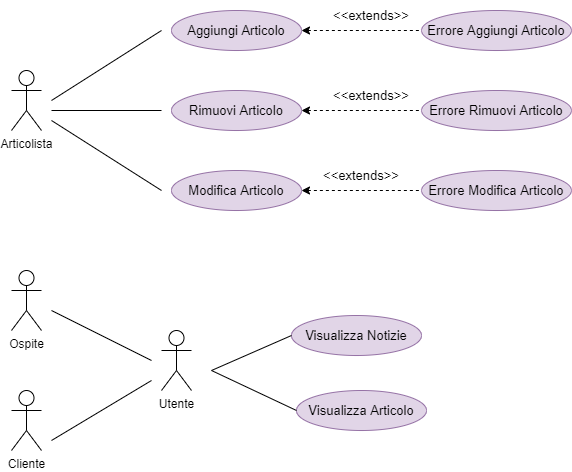 <<extends>>
Aggiungi Articolo
Errore Aggiungi Articolo
<<extends>>
Rimuovi Articolo
Errore Rimuovi Articolo
Articolista
<<extends>>
Modifica Articolo
Errore Modifica Articolo
Ospite
Visualizza Notizie
Utente
Visualizza Articolo
Cliente